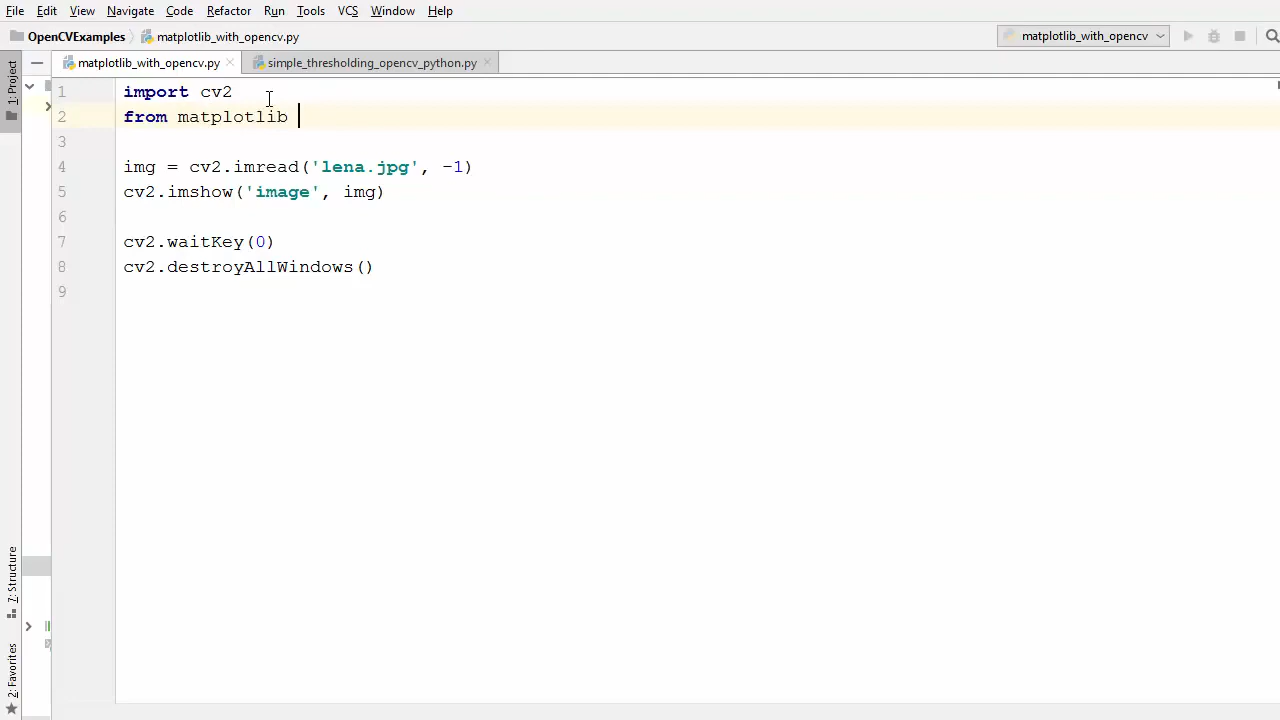 File Edit View Navigate Code Refactor Run Tools VCS Window Help
OpenCVExamples matplotlib_with_opencv.py matplotlib_with_opencv
matplotlib_with_opencv.py simple_thresholding_opencv_python.py
1: Project
1 import cv2
2 from matplotlib
3
4 img = cv2.imread('lena.jpg', -1)
5 cv2.imshow('image', img)
6
7 cv2.waitKey(0)
8 cv2.destroyAllWindows()
9
7: Structure
2: Favorites